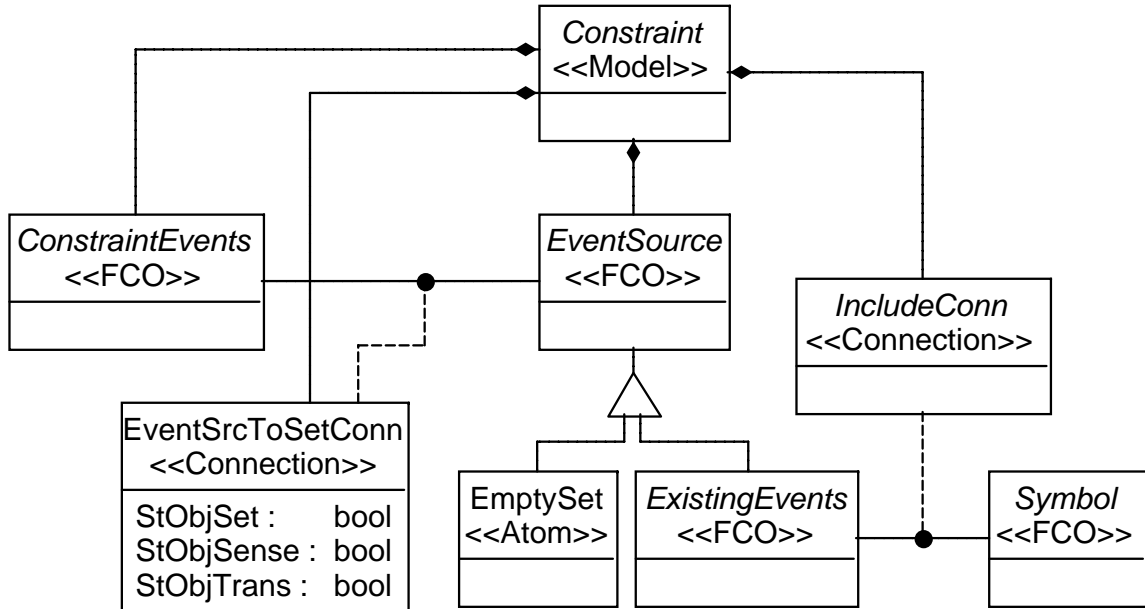 Constraint
<<Model>>
ConstraintEvents
<<FCO>>
EventSource
<<FCO>>
IncludeConn
<<Connection>>
EventSrcToSetConn
<<Connection>>
StObjSet : bool
StObjSense : bool
StObjTrans : bool
EmptySet
<<Atom>>
ExistingEvents
<<FCO>>
Symbol
<<FCO>>